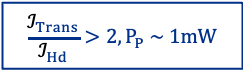 𝒥Trans/𝒥Hd > 2, PP ~ 1mW